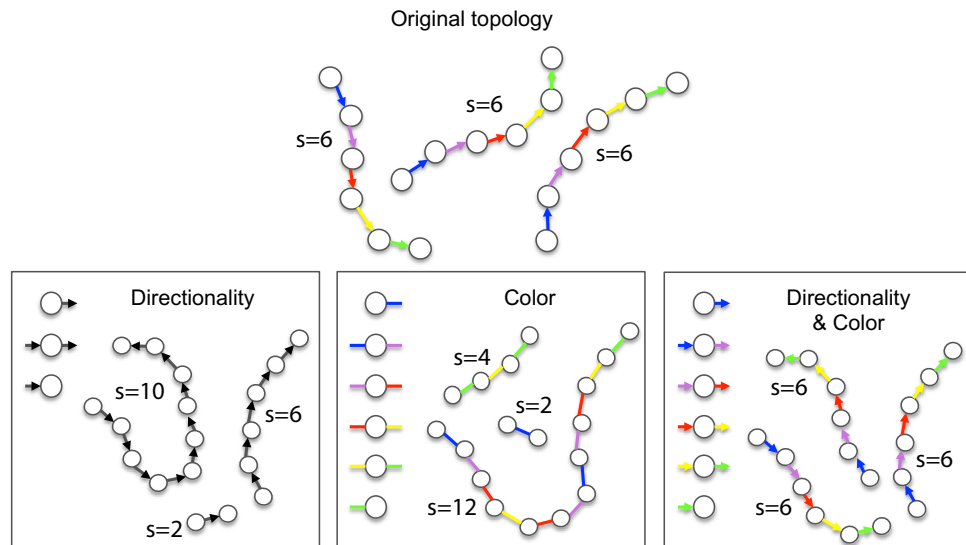 Original topology
s=6
s=6
s=6
Directionality
s=10
s=6
s=2
Color
s=4
s=2
s=12
Directionality
& Color
s=6
s=6
s=6